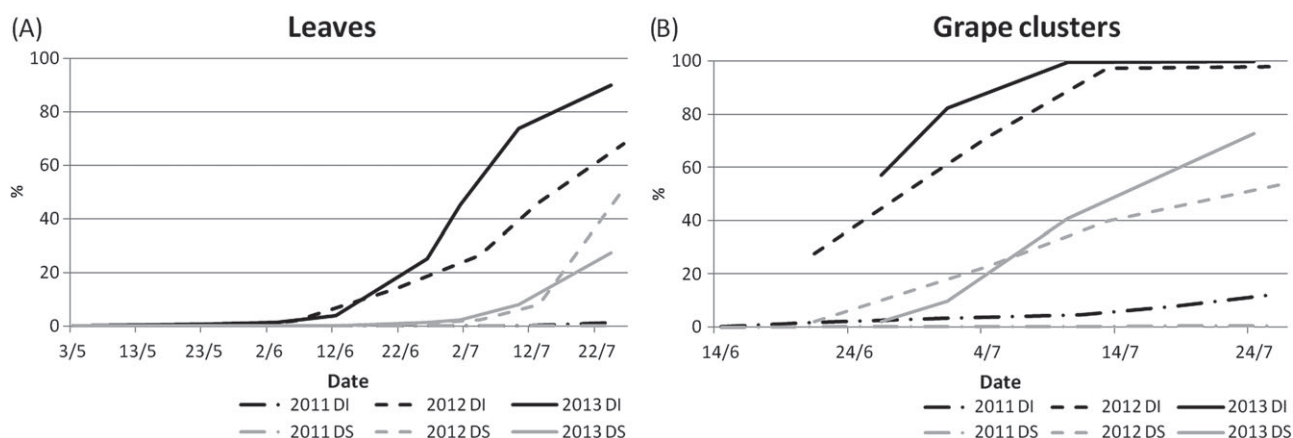 (A)
Leaves
100
80
60
40
20
0
%
3/5 13/5 23/5 2/6 12/6 22/6 2/7 12/7 22/7
Date
2011 DI 2012 DI 2013 DI
2011 DS 2012 DS 2013 DS
(B)
Grape clusters
100
80
60
40
20
0
%
14/6 24/6 4/7 14/7 24/7
Date
2011 DI 2012 DI 2013 DI
2011 DS 2012 DS 2013 DS